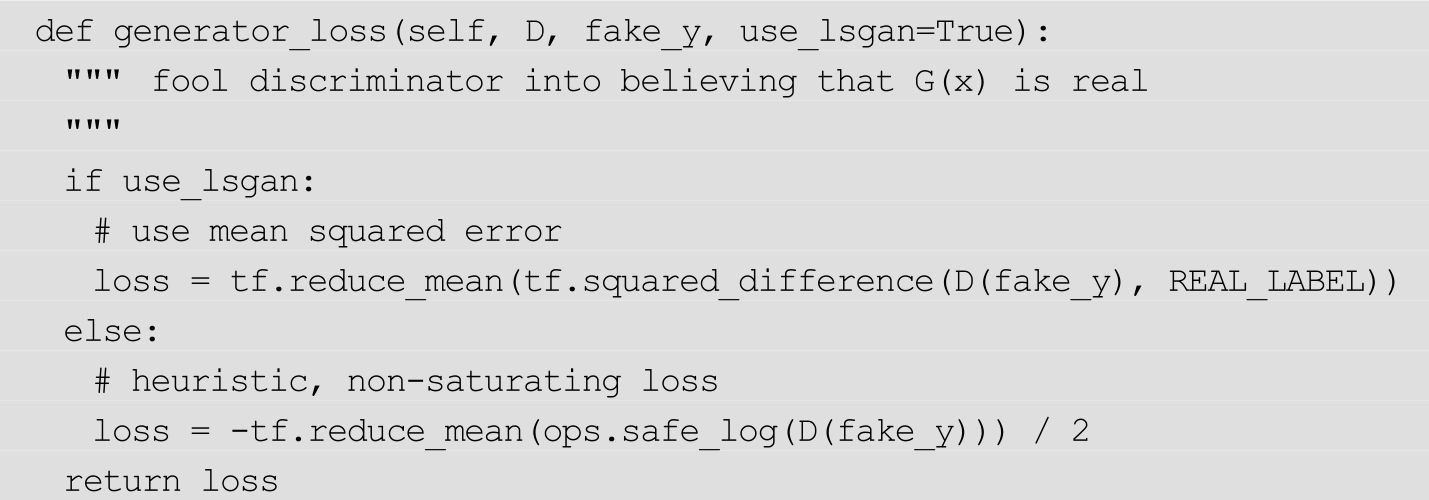 def generator_loss(self, D, fake_y, use_lsgan=True):
  """ fool discriminator into believing that G(x) is real
  """
  if use_lsgan:
    # use mean squared error
    loss = tf.reduce_mean(tf.squared_difference(D(fake_y), REAL_LABEL))
  else:
    # heuristic, non-saturating loss
    loss = -tf.reduce_mean(ops.safe_log(D(fake_y))) / 2
  return loss